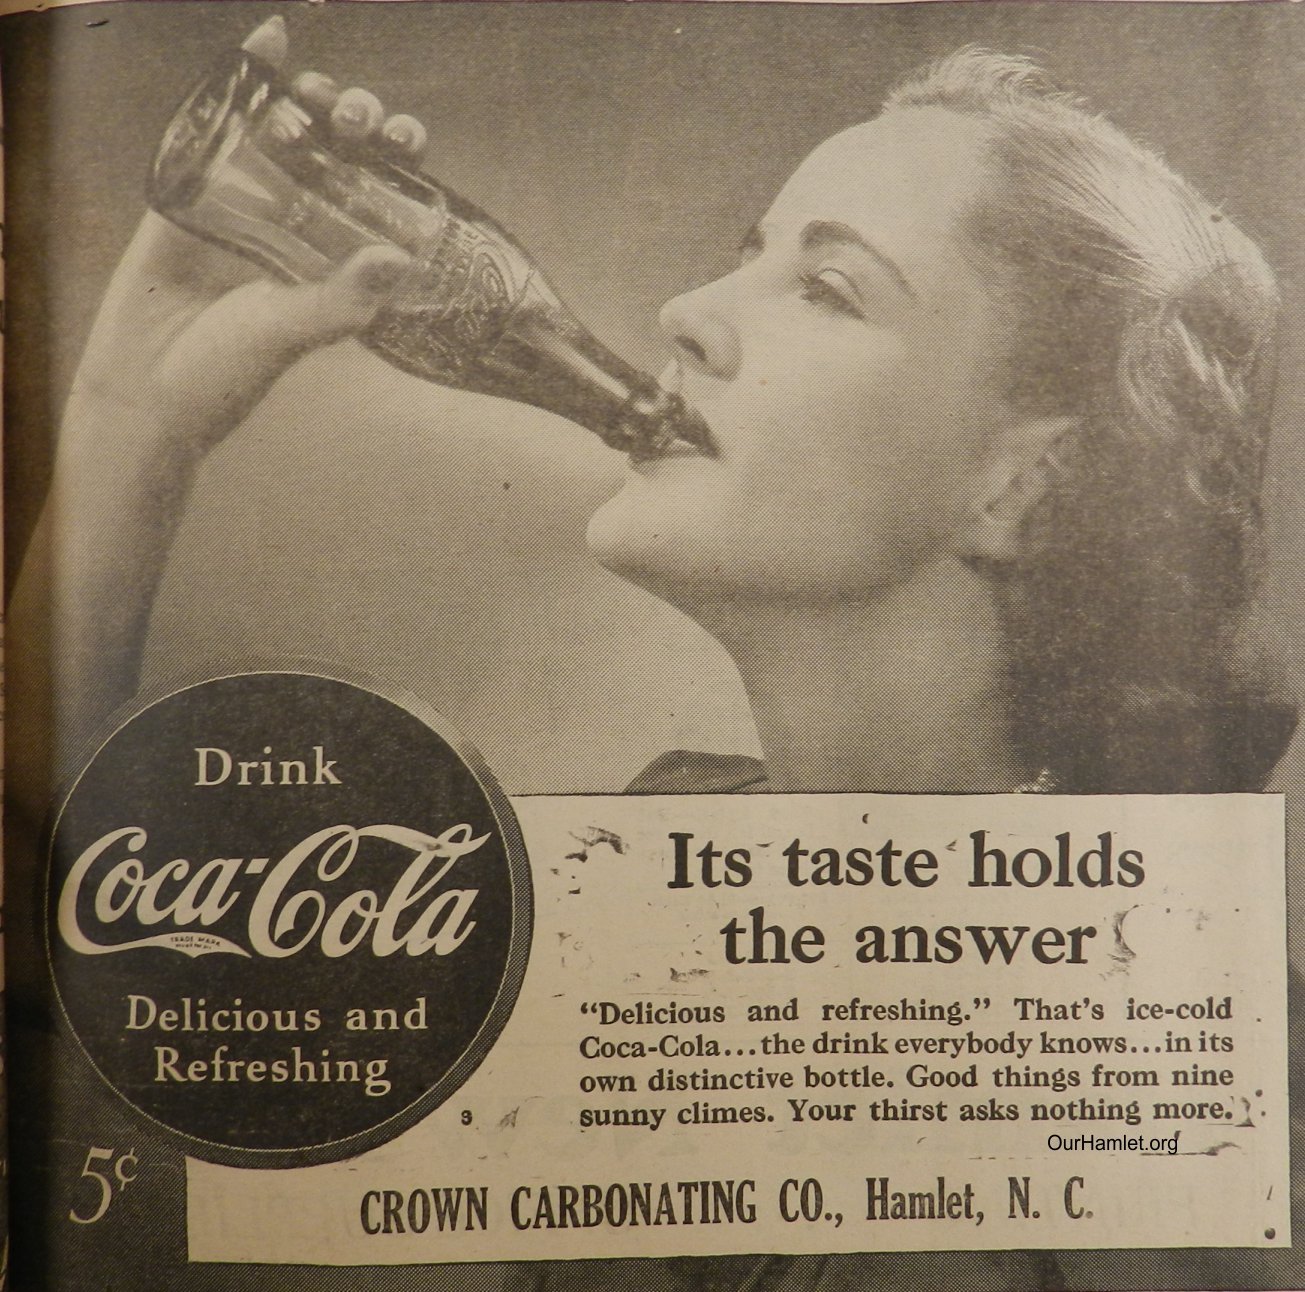 Drink
Coca-Cola
TRADE MARK
Delicious and
Refreshing
5¢
Its taste holds
the answer
"Delicious and refreshing." That's ice-cold
Coca-Cola...the drink everybody knows...in its
own distinctive bottle. Good things from nine
sunny climes. Your thirst asks nothing more.
OurHamlet.org
CROWN CARBONATING CO., Hamlet, N. C.